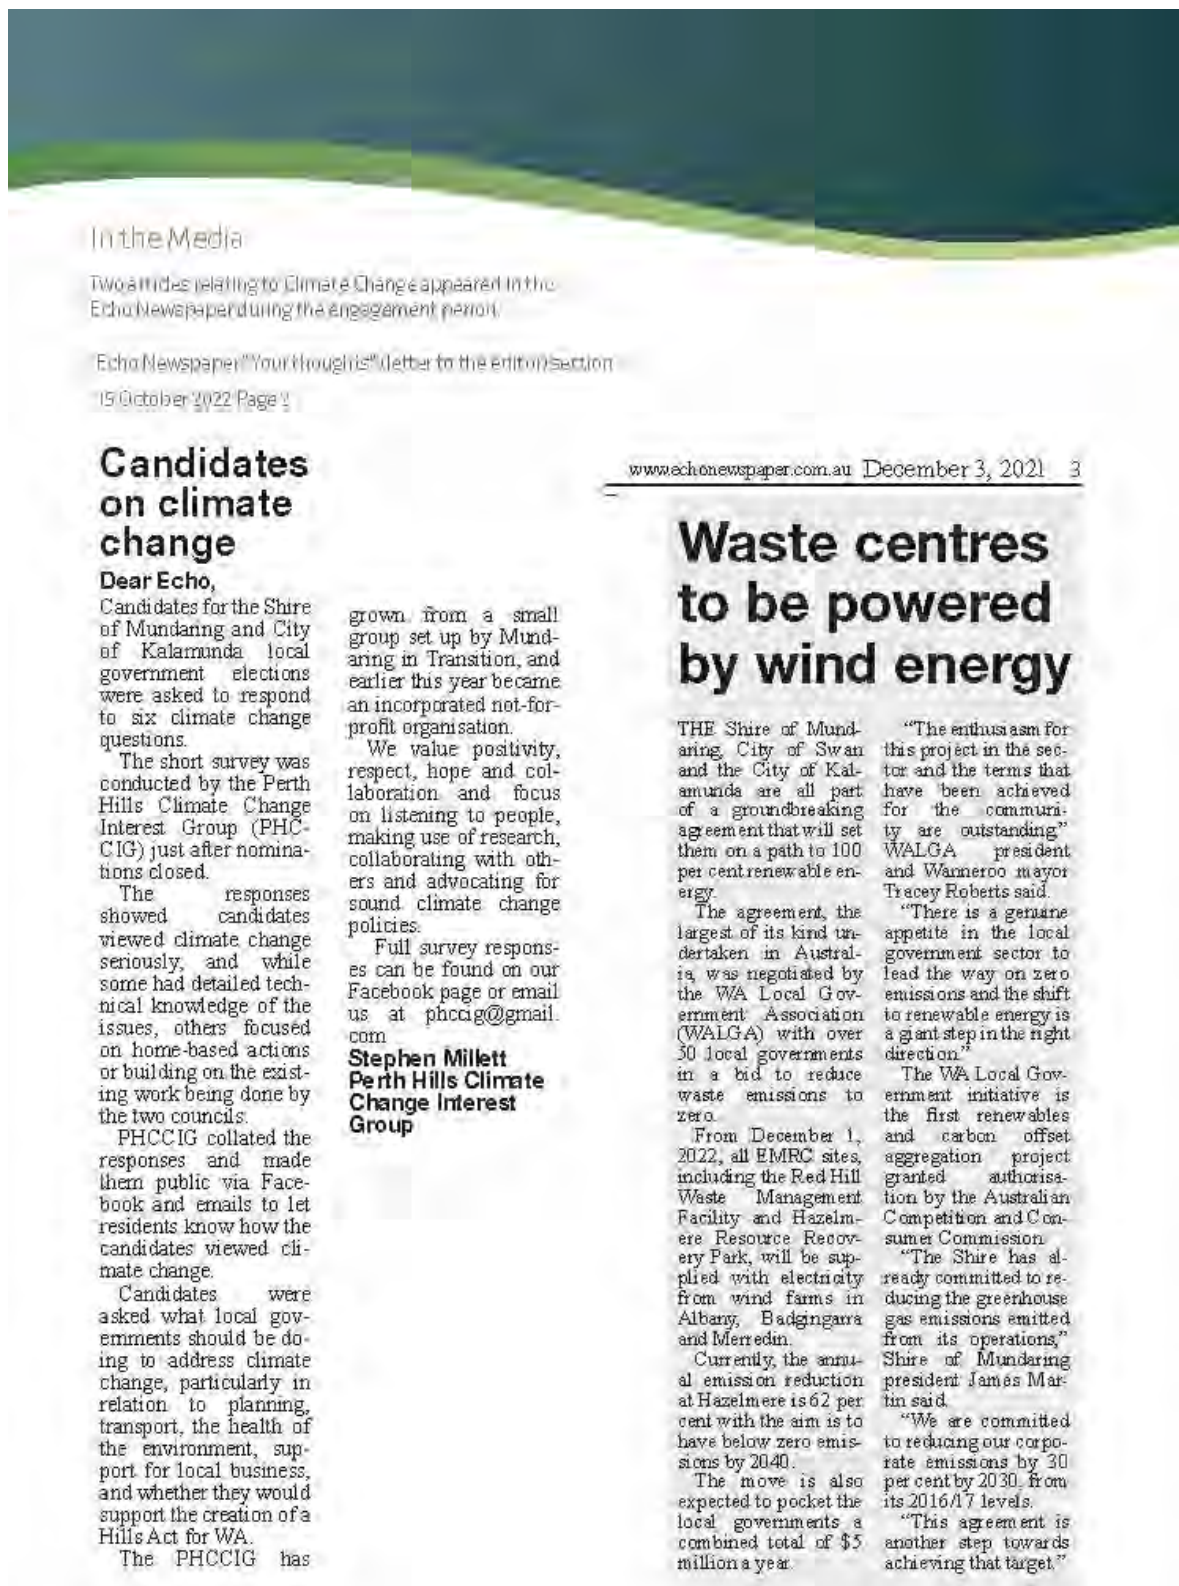 In the Media
Two articles relating to Climate Change appeared in the
Echo Newspaper during the engagement period.
Echo Newspaper "Your thoughts" (letter to the editor) section
15 October 2022 Page 2
Candidates
on climate
change
Dear Echo,
Candidates for the Shire
of Mundaring and City
of Kalamunda local
government elections
were asked to respond
to six climate change
questions.
The short survey was
conducted by the Perth
Hills Climate Change
Interest Group (PHC-
CIG) just after nomina-
tions closed.
The responses
showed candidates
viewed climate change
seriously, and while
some had detailed tech-
nical knowledge of the
issues, others focused
on home-based actions
or building on the exist-
ing work being done by
the two councils.
PHCCIG collated the
responses and made
them public via Face-
book and emails to let
residents know how the
candidates viewed cli-
mate change.
Candidates were
asked what local gov-
ernments should be do-
ing to address climate
change, particularly in
relation to planning,
transport, the health of
the environment, sup-
port for local business,
and whether they would
support the creation of a
Hills Act for WA.
The PHCCIG has
grown from a small
group set up by Mund-
aring in Transition, and
earlier this year became
an incorporated not-for-
profit organisation.
We value positivity,
respect, hope and col-
laboration and focus
on listening to people,
making use of research,
collaborating with oth-
ers and advocating for
sound climate change
policies.
Full survey respons-
es can be found on our
Facebook page or email
us at phccig@gmail.
com
Stephen Millett
Perth Hills Climate
Change Interest
Group
www.echonewspaper.com.au December 3, 2021 3
Waste centres
to be powered
by wind energy
THE Shire of Mund-
aring, City of Swan
and the City of Kal-
amunda are all part
of a groundbreaking
agreement that will set
them on a path to 100
per cent renewable en-
ergy.
The agreement, the
largest of its kind un-
dertaken in Austral-
ia, was negotiated by
the WA Local Gov-
ernment Association
(WALGA) with over
50 local governments
in a bid to reduce
waste emissions to
zero.
From December 1,
2022, all EMRC sites,
including the Red Hill
Waste Management
Facility and Hazelm-
ere Resource Recov-
ery Park, will be sup-
plied with electricity
from wind farms in
Albany, Badgingarra
and Merredin.
Currently, the annu-
al emission reduction
at Hazelmere is 62 per
cent with the aim is to
have below zero emis-
sions by 2040.
The move is also
expected to pocket the
local governments a
combined total of $5
million a year.
"The enthusiasm for
this project in the sec-
tor and the terms that
have been achieved
for the communi-
ty are outstanding,"
WALGA president
and Wanneroo mayor
Tracey Roberts said.
"There is a genuine
appetite in the local
government sector to
lead the way on zero
emissions and the shift
to renewable energy is
a giant step in the right
direction."
The WA Local Gov-
ernment initiative is
the first renewables
and carbon offset
aggregation project
granted authorisa-
tion by the Australian
Competition and Con-
sumer Commission.
"The Shire has al-
ready committed to re-
ducing the greenhouse
gas emissions emitted
from its operations,"
Shire of Mundaring
president James Mar-
tin said.
"We are committed
to reducing our corpo-
rate emissions by 30
per cent by 2030, from
its 2016/17 levels.
"This agreement is
another step towards
achieving that target."